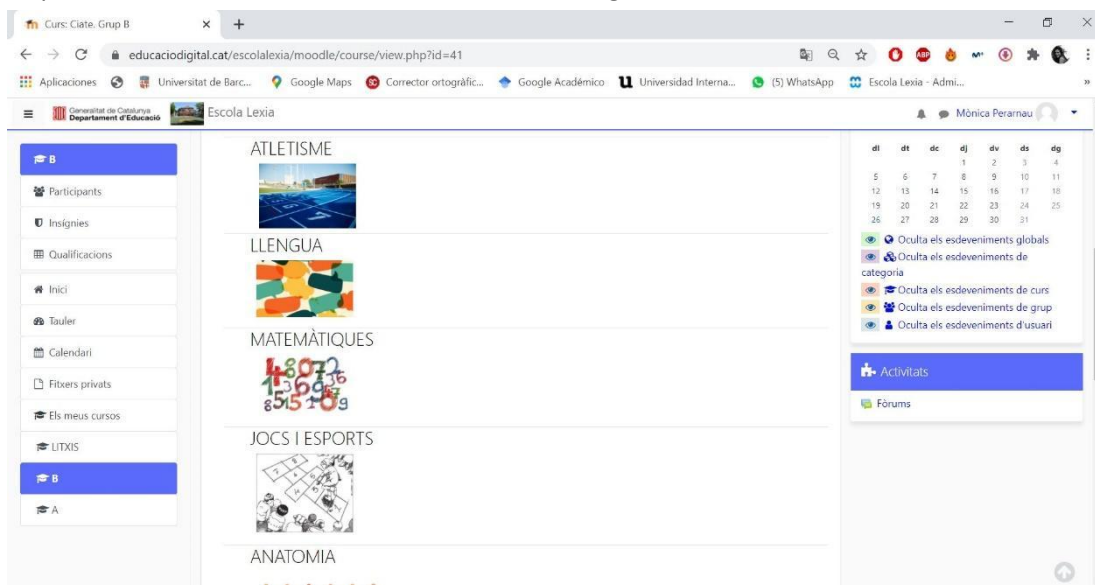 Curs: Ciate. Grup B
educaciodigital.cat/escolalexia/moodle/course/view.php?id=41
Aplicaciones
Universitat de Barc...
Google Maps
Corrector ortogràfic...
Google Académico
Universidad Interna...
(5) WhatsApp
Escola Lexia - Admi...
Generalitat de Catalunya
Departament d'Educació
Escola Lexia
Mònica Perarnau
B
Participants
Insígnies
Qualificacions
Inici
Tauler
Calendari
Fitxers privats
Els meus cursos
LITXIS
B
A
ATLETISME
LLENGUA
MATEMÀTIQUES
JOCS I ESPORTS
ANATOMIA
dl dt dc dj dv ds dg
1 2 3 4
5 6 7 8 9 10 11
12 13 14 15 16 17 18
19 20 21 22 23 24 25
26 27 28 29 30 31
Oculta els esdeveniments globals
Oculta els esdeveniments de
categoria
Oculta els esdeveniments de curs
Oculta els esdeveniments de grup
Oculta els esdeveniments d'usuari
Activitats
Fòrums